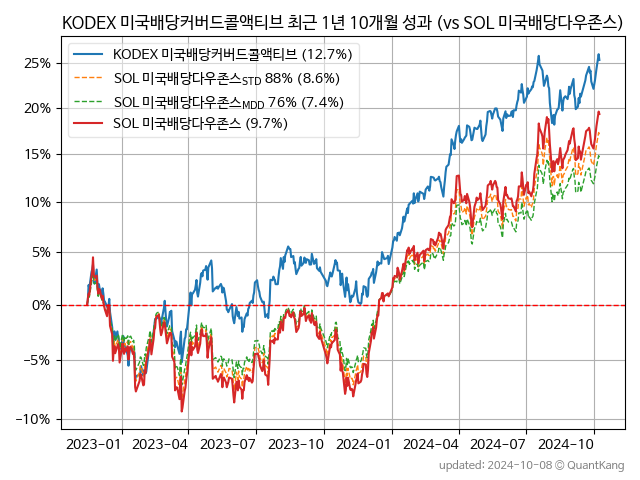 KODEX 미국배당커버드콜액티브 최근 1년 10개월 성과 (vs SOL 미국배당다우존스)
KODEX 미국배당커버드콜액티브 (12.7%)
SOL 미국배당다우존스STD 88% (8.6%)
SOL 미국배당다우존스MDD 76% (7.4%)
SOL 미국배당다우존스 (9.7%)
25%
20%
15%
10%
5%
0%
−5%
−10%
2023-01 2023-04 2023-07 2023-10 2024-01 2024-04 2024-07 2024-10
updated: 2024-10-08 © QuantKang